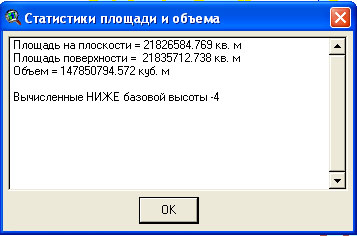 Статистики площади и объема
Площадь на плоскости = 21826584.769 кв. м
Площадь поверхности = 21835712.738 кв. м
Объем = 147850794.572 куб. м
Вычисленные НИЖЕ базовой высоты -4
OK